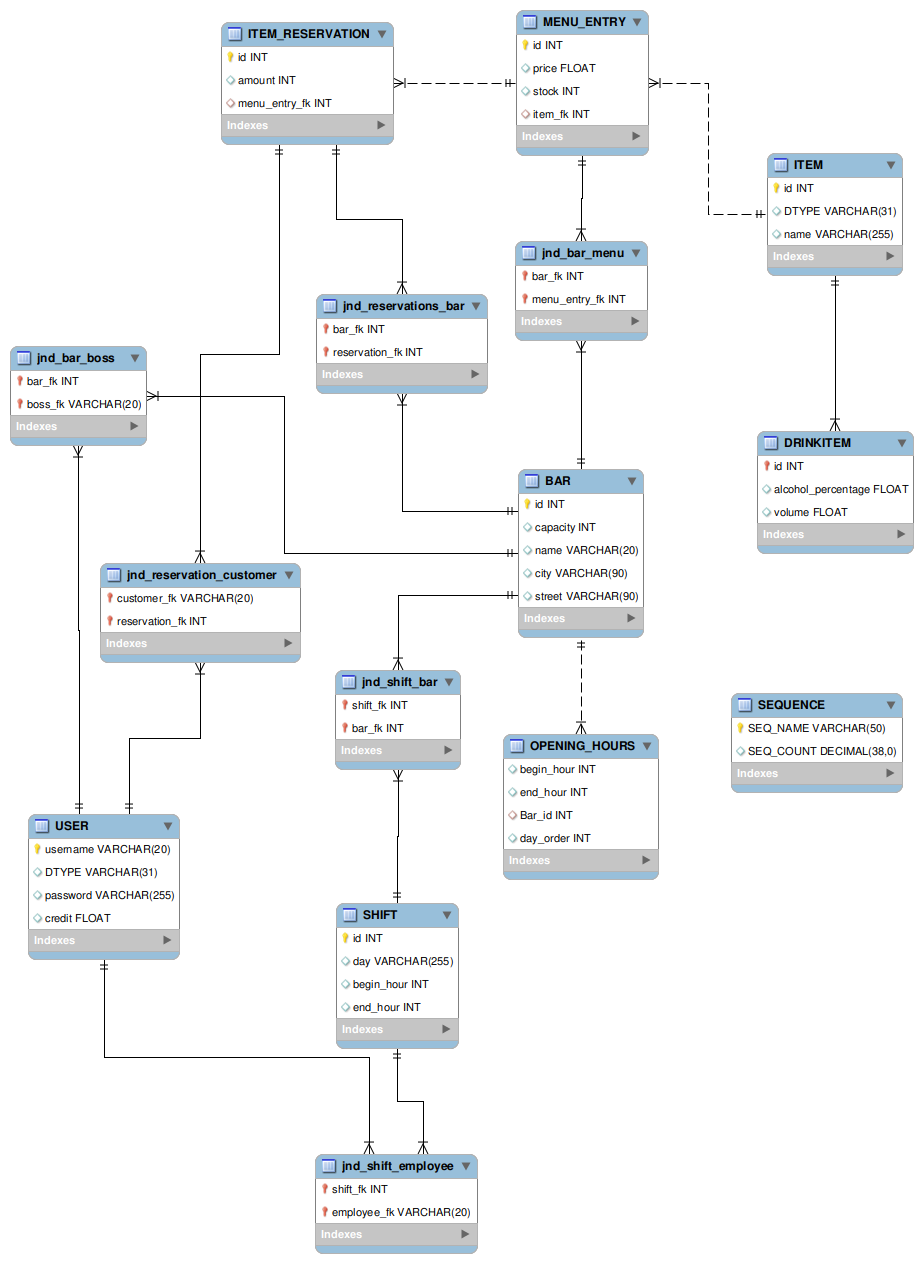 ITEM_RESERVATION
id INT
amount INT
menu_entry_fk INT
Indexes
MENU_ENTRY
id INT
price FLOAT
stock INT
item_fk INT
Indexes
ITEM
id INT
DTYPE VARCHAR(31)
name VARCHAR(255)
Indexes
jnd_bar_menu
bar_fk INT
menu_entry_fk INT
Indexes
jnd_reservations_bar
bar_fk INT
reservation_fk INT
Indexes
jnd_bar_boss
bar_fk INT
boss_fk VARCHAR(20)
Indexes
DRINKITEM
id INT
alcohol_percentage FLOAT
volume FLOAT
Indexes
BAR
id INT
capacity INT
name VARCHAR(20)
city VARCHAR(90)
street VARCHAR(90)
Indexes
jnd_reservation_customer
customer_fk VARCHAR(20)
reservation_fk INT
Indexes
jnd_shift_bar
shift_fk INT
bar_fk INT
Indexes
SEQUENCE
SEQ_NAME VARCHAR(50)
SEQ_COUNT DECIMAL(38,0)
Indexes
OPENING_HOURS
begin_hour INT
end_hour INT
Bar_id INT
day_order INT
Indexes
USER
username VARCHAR(20)
DTYPE VARCHAR(31)
password VARCHAR(255)
credit FLOAT
Indexes
SHIFT
id INT
day VARCHAR(255)
begin_hour INT
end_hour INT
Indexes
jnd_shift_employee
shift_fk INT
employee_fk VARCHAR(20)
Indexes